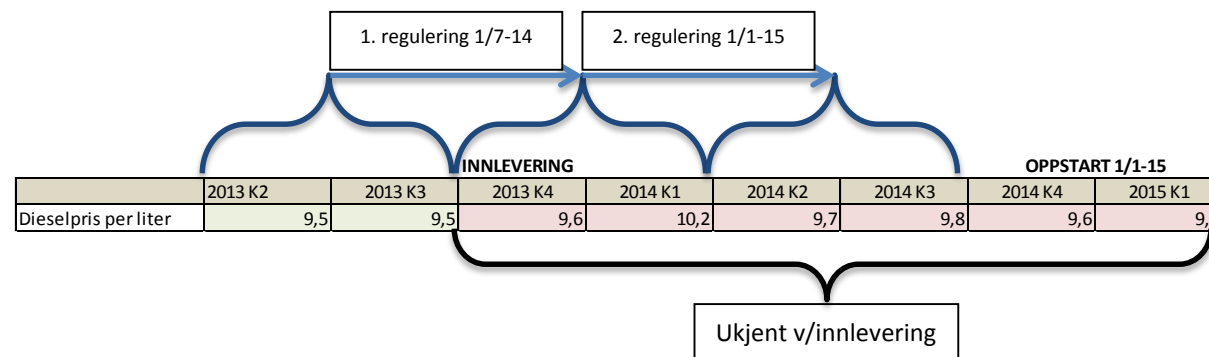 1. regulering 1/7-14 2. regulering 1/1-15
INNLEVERING OPPSTART 1/1-15
2013 K2 2013 K3 2013 K4 2014 K1 2014 K2 2014 K3 2014 K4 2015 K1
Dieselpris per liter 9,5 9,5 9,6 10,2 9,7 9,8 9,6 9,
Ukjent v/innlevering